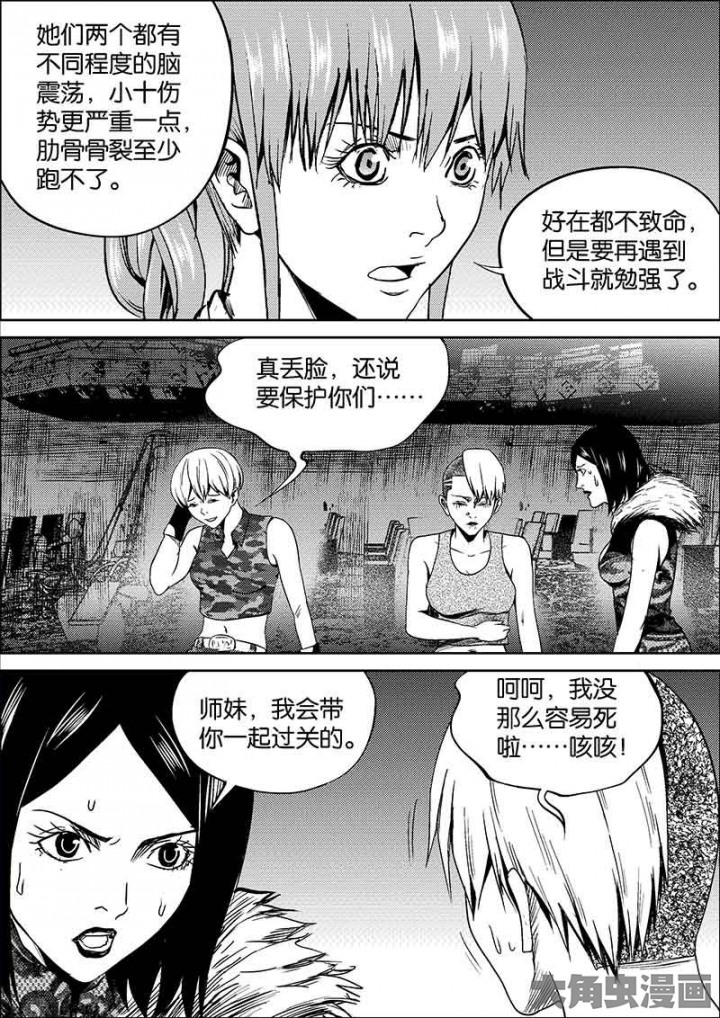 她们两个都有
不同程度的脑
震荡，小十伤
势更严重一点，
肋骨骨裂至少
跑不了。
好在都不致命，
但是要再遇到
战斗就勉强了。
真丢脸，还说
要保护你们……
师妹，我会带
你一起过关的。
呵呵，我没
那么容易死
啦……咳咳！
大角虫漫画